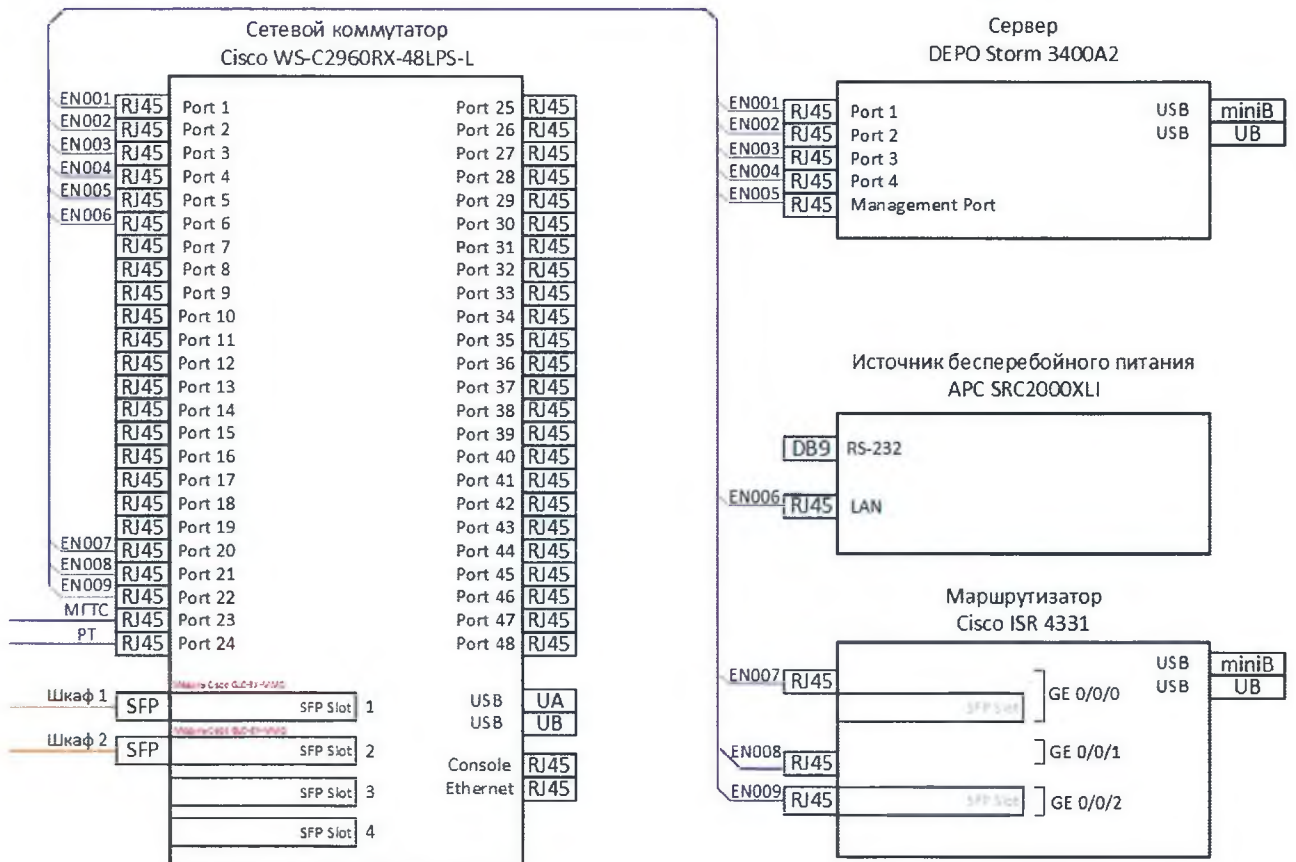 Сетевой коммутатор
Cisco WS-C2960RX-48LPS-L
EN001 RJ45 Port 1 Port 25 RJ45
EN002 RJ45 Port 2 Port 26 RJ45
EN003 RJ45 Port 3 Port 27 RJ45
EN004 RJ45 Port 4 Port 28 RJ45
EN005 RJ45 Port 5 Port 29 RJ45
EN006 RJ45 Port 6 Port 30 RJ45
RJ45 Port 7 Port 31 RJ45
RJ45 Port 8 Port 32 RJ45
RJ45 Port 9 Port 33 RJ45
RJ45 Port 10 Port 34 RJ45
RJ45 Port 11 Port 35 RJ45
RJ45 Port 12 Port 36 RJ45
RJ45 Port 13 Port 37 RJ45
RJ45 Port 14 Port 38 RJ45
RJ45 Port 15 Port 39 RJ45
RJ45 Port 16 Port 40 RJ45
RJ45 Port 17 Port 41 RJ45
RJ45 Port 18 Port 42 RJ45
RJ45 Port 19 Port 43 RJ45
EN007 RJ45 Port 20 Port 44 RJ45
EN008 RJ45 Port 21 Port 45 RJ45
EN009 RJ45 Port 22 Port 46 RJ45
МГТС RJ45 Port 23 Port 47 RJ45
РТ RJ45 Port 24 Port 48 RJ45
Шкаф 1 SFP SFP Slot 1 USB UA
USB UB
Шкаф 2 SFP SFP Slot 2
Console RJ45
SFP Slot 3 Ethernet RJ45
SFP Slot 4
Сервер
DEPO Storm 3400A2
EN001 RJ45 Port 1 USB miniB
EN002 RJ45 Port 2 USB UB
EN003 RJ45 Port 3
EN004 RJ45 Port 4
EN005 RJ45 Management Port
Источник бесперебойного питания
APC SRC2000XLI
DB9 RS-232
EN006 RJ45 LAN
Маршрутизатор
Cisco ISR 4331
USB miniB
EN007 RJ45 USB UB
SFP Slot GE 0/0/0
EN008 RJ45 GE 0/0/1
EN009 RJ45 SFP Slot GE 0/0/2